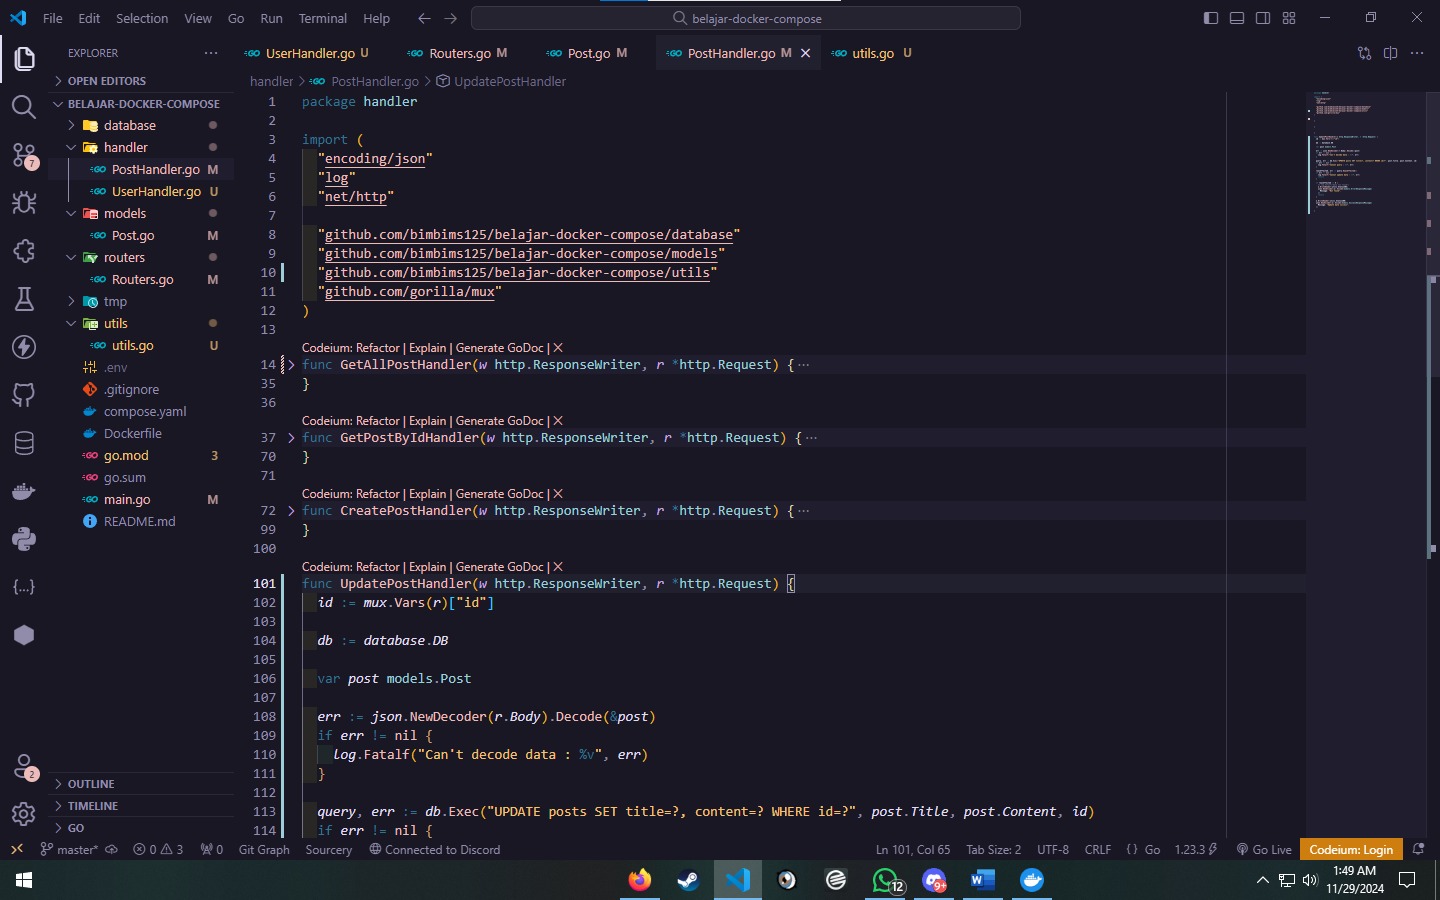 File Edit Selection View Go Run Terminal Help
belajar-docker-compose
EXPLORER
UserHandler.go U
Routers.go M
Post.go M
PostHandler.go M
utils.go U
handler > PostHandler.go > UpdatePostHandler
OPEN EDITORS
BELAJAR-DOCKER-COMPOSE
database
handler
PostHandler.go M
UserHandler.go U
models
Post.go M
routers
Routers.go M
tmp
utils
utils.go U
.env
.gitignore
compose.yaml
Dockerfile
go.mod 3
go.sum
main.go M
README.md
OUTLINE
TIMELINE
GO
7
2
1 package handler
2
3 import (
4 "encoding/json"
5 "log"
6 "net/http"
7
8 "github.com/bimbims125/belajar-docker-compose/database"
9 "github.com/bimbims125/belajar-docker-compose/models"
10 "github.com/bimbims125/belajar-docker-compose/utils"
11 "github.com/gorilla/mux"
12 )
13
Codeium: Refactor | Explain | Generate GoDoc | X
14 func GetAllPostHandler(w http.ResponseWriter, r *http.Request) { ···
35 }
36
Codeium: Refactor | Explain | Generate GoDoc | X
37 func GetPostByIdHandler(w http.ResponseWriter, r *http.Request) { ···
70 }
71
Codeium: Refactor | Explain | Generate GoDoc | X
72 func CreatePostHandler(w http.ResponseWriter, r *http.Request) { ···
99 }
100
Codeium: Refactor | Explain | Generate GoDoc | X
101 func UpdatePostHandler(w http.ResponseWriter, r *http.Request) {
102 id := mux.Vars(r)["id"]
103
104 db := database.DB
105
106 var post models.Post
107
108 err := json.NewDecoder(r.Body).Decode(&post)
109 if err != nil {
110 log.Fatalf("Can't decode data : %v", err)
111 }
112
113 query, err := db.Exec("UPDATE posts SET title=?, content=? WHERE id=?", post.Title, post.Content, id)
114 if err != nil {
master* 0 3 0 Git Graph Sourcery Connected to Discord
Ln 101, Col 65 Tab Size: 2 UTF-8 CRLF {} Go 1.23.3 Go Live Codeium: Login
12
9+
W
1:49 AM
11/29/2024